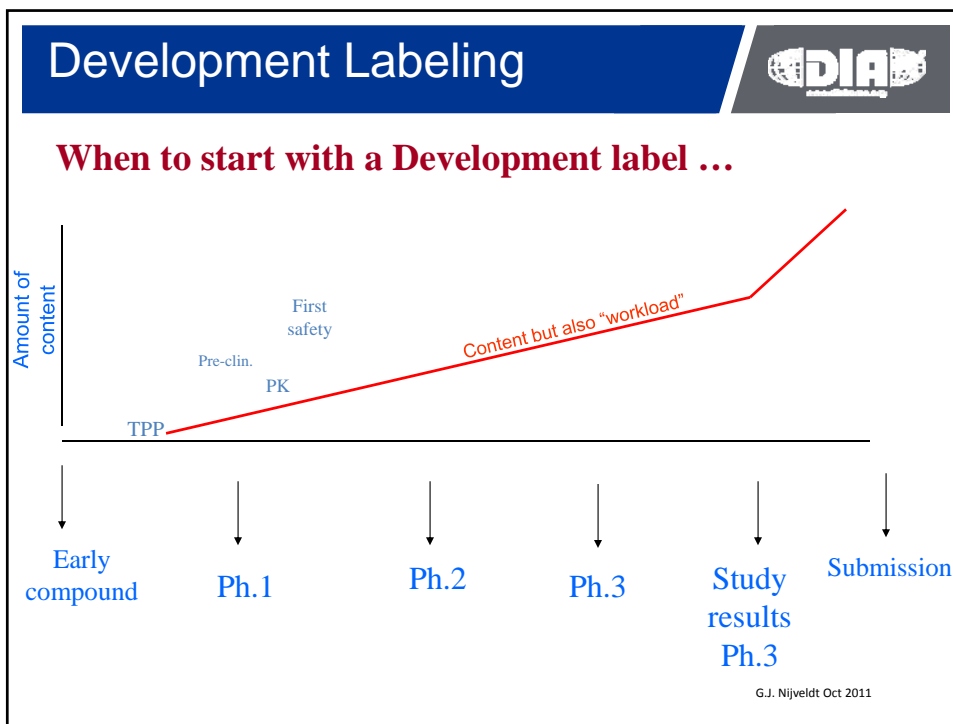 Development Labeling
DIA
When to start with a Development label …
Amount of
content
First
safety
Pre-clin.
PK
TPP
Content but also “workload”
Early
compound
Ph.1
Ph.2
Ph.3
Study
results
Ph.3
Submission
G.J. Nijveldt Oct 2011